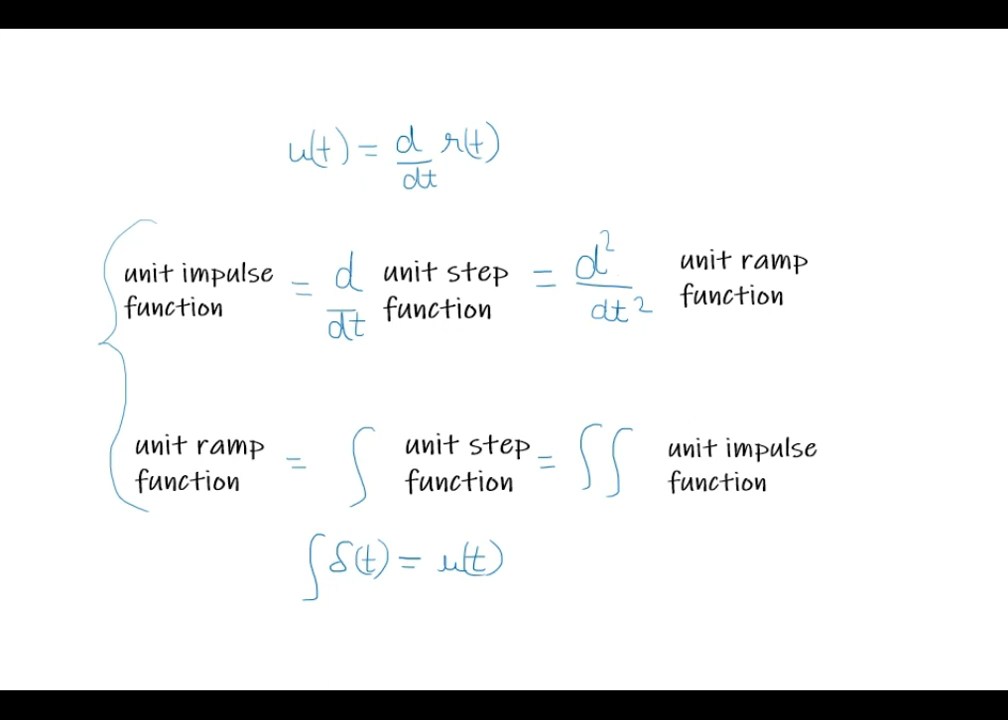 u(t) = d/dt r(t)
unit impulse function = d/dt unit step function = d²/dt² unit ramp function
unit ramp function = ∫ unit step function = ∫∫ unit impulse function
∫ δ(t) = u(t)